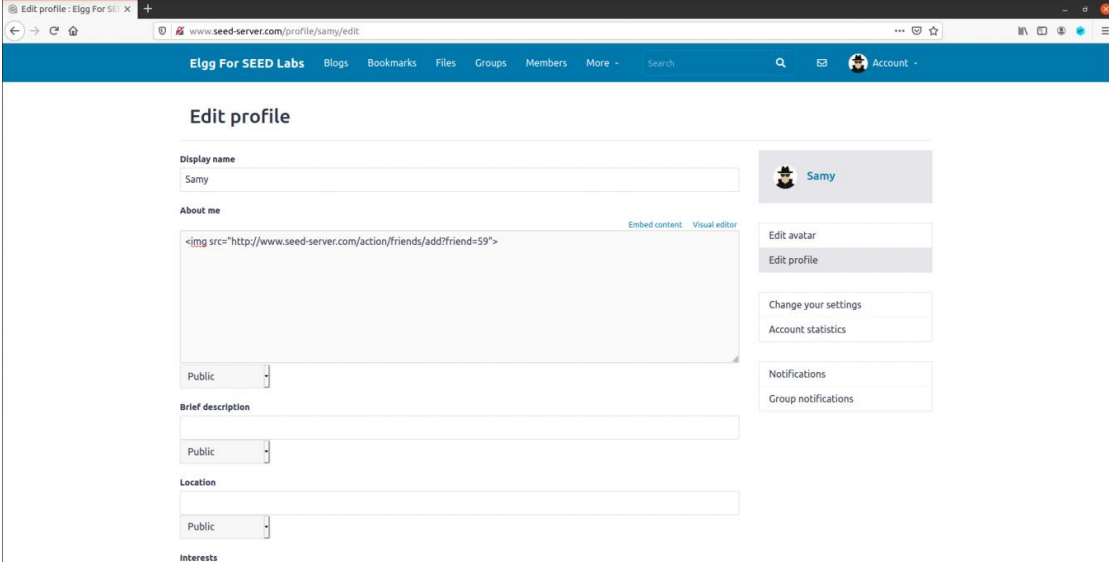 Edit profile : Elgg For SE
www.seed-server.com/profile/samy/edit
Elgg For SEED Labs Blogs Bookmarks Files Groups Members More Search Account
Edit profile
Display name
Samy
About me
Embed content Visual editor
<img src="http://www.seed-server.com/action/friends/add?friend=59">
Public
Brief description
Public
Location
Public
Interests
Samy
Edit avatar
Edit profile
Change your settings
Account statistics
Notifications
Group notifications